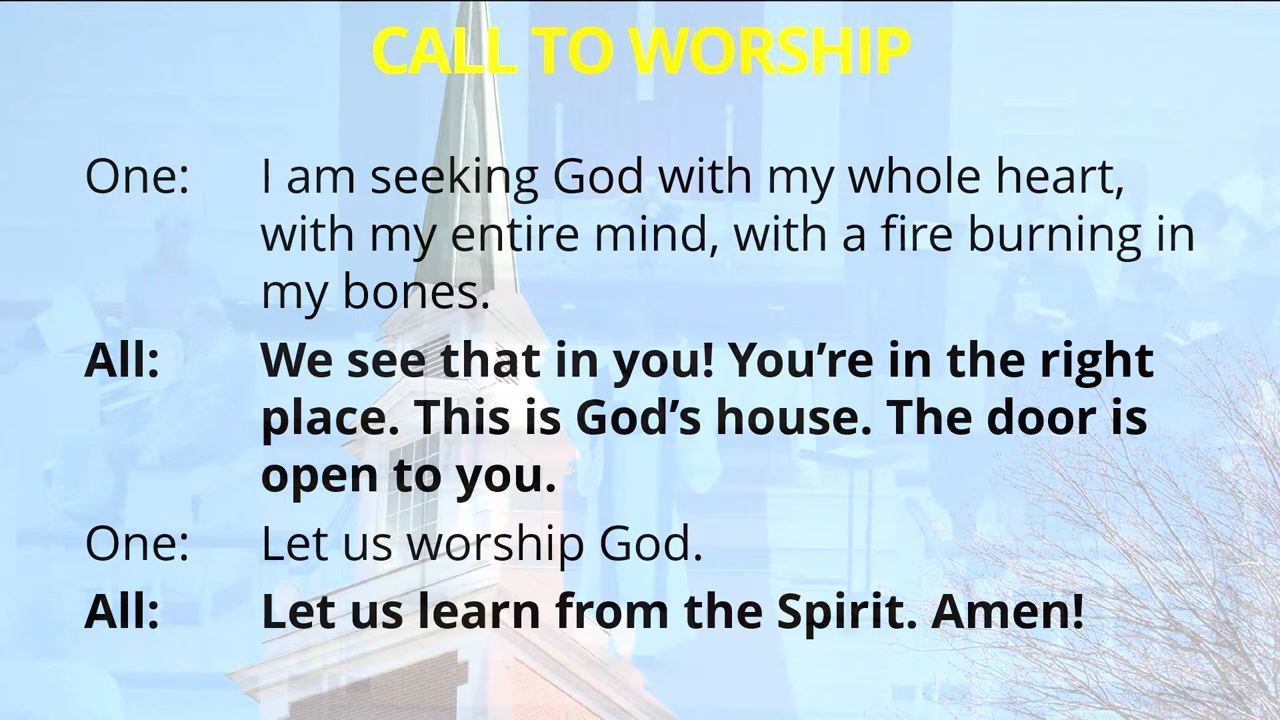 CALL TO WORSHIP
One: I am seeking God with my whole heart,
with my entire mind, with a fire burning in
my bones.
All: We see that in you! You’re in the right
place. This is God’s house. The door is
open to you.
One: Let us worship God.
All: Let us learn from the Spirit. Amen!